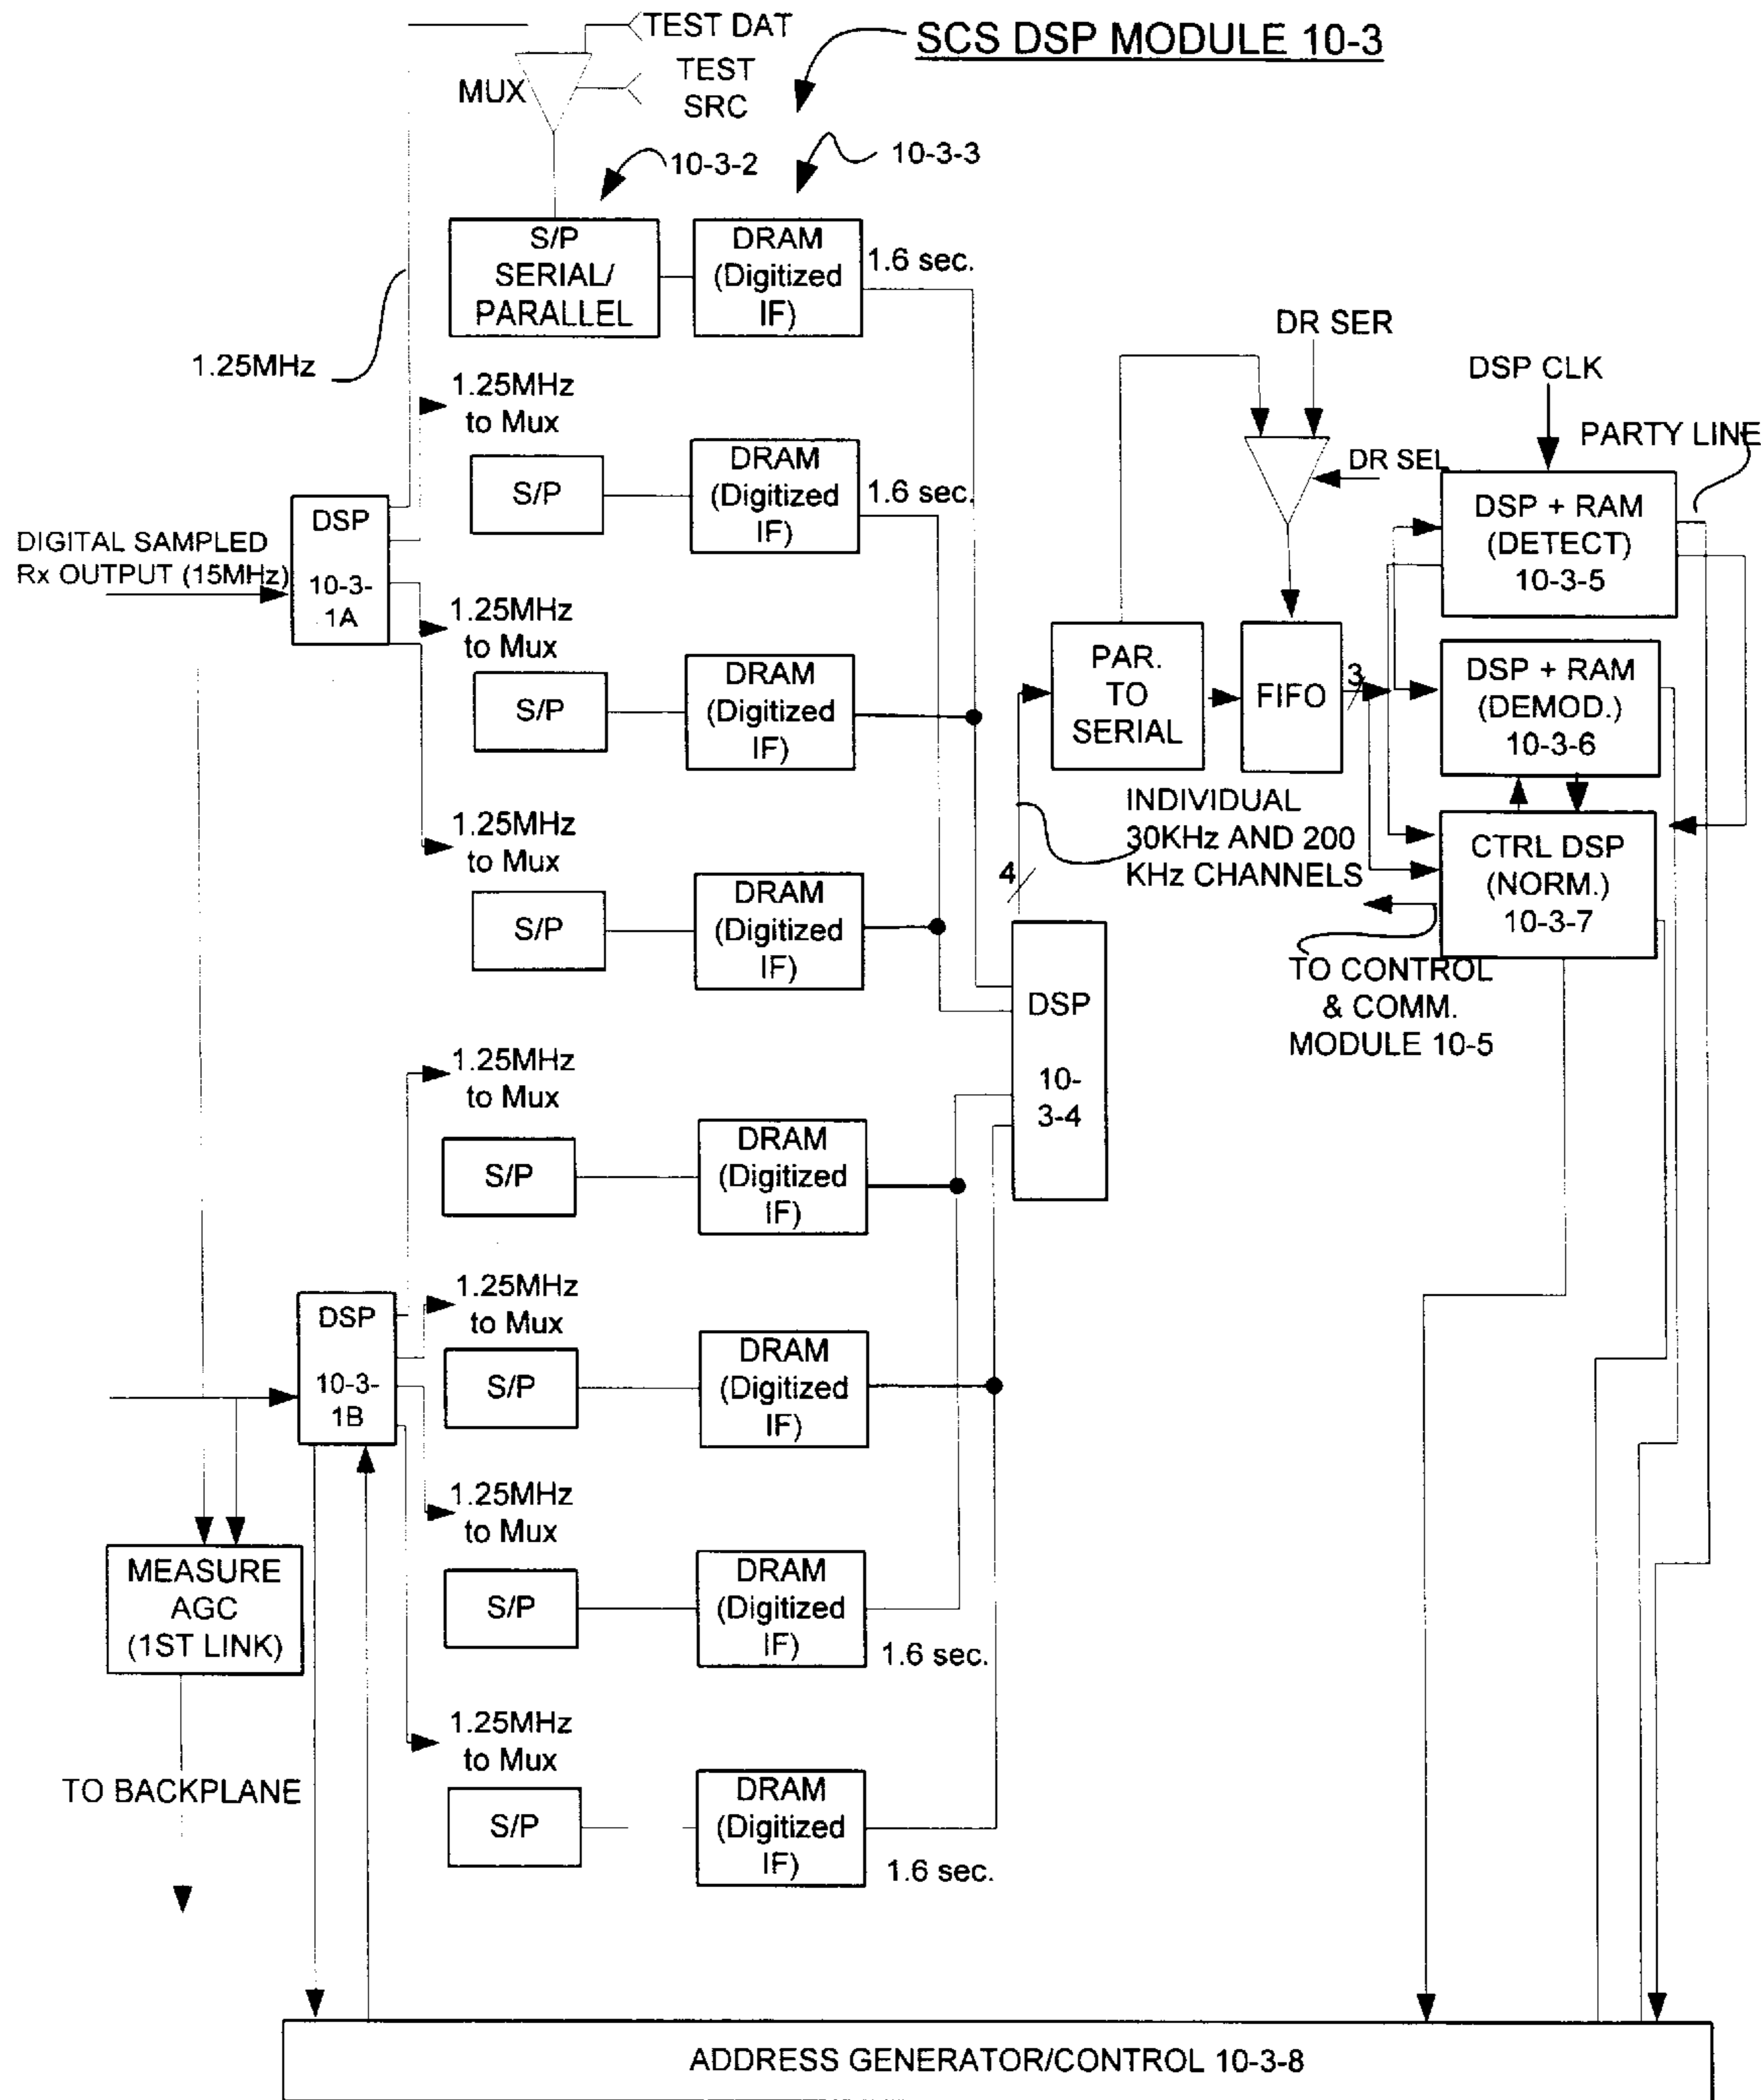 TEST DAT
SCS DSP MODULE 10-3
MUX
TEST
SRC
10-3-2
10-3-3
S/P
SERIAL/
PARALLEL
DRAM
(Digitized
IF)
1.6 sec.
1.25MHz
1.25MHz
to Mux
S/P
DRAM
(Digitized
IF)
1.6 sec.
DIGITAL SAMPLED
Rx OUTPUT (15MHz)
DSP
10-3-
1A
1.25MHz
to Mux
S/P
DRAM
(Digitized
IF)
1.25MHz
to Mux
S/P
DRAM
(Digitized
IF)
DR SER
DSP CLK
PARTY LINE
DR SEL
DSP + RAM
(DETECT)
10-3-5
PAR.
TO
SERIAL
FIFO
3
DSP + RAM
(DEMOD.)
10-3-6
INDIVIDUAL
30KHz AND 200
KHz CHANNELS
4
CTRL DSP
(NORM.)
10-3-7
TO CONTROL
& COMM.
MODULE 10-5
DSP
10-
3-4
1.25MHz
to Mux
S/P
DRAM
(Digitized
IF)
DSP
10-3-
1B
1.25MHz
to Mux
S/P
DRAM
(Digitized
IF)
1.25MHz
to Mux
S/P
DRAM
(Digitized
IF)
1.6 sec.
MEASURE
AGC
(1ST LINK)
TO BACKPLANE
1.25MHz
to Mux
S/P
DRAM
(Digitized
IF)
1.6 sec.
ADDRESS GENERATOR/CONTROL 10-3-8